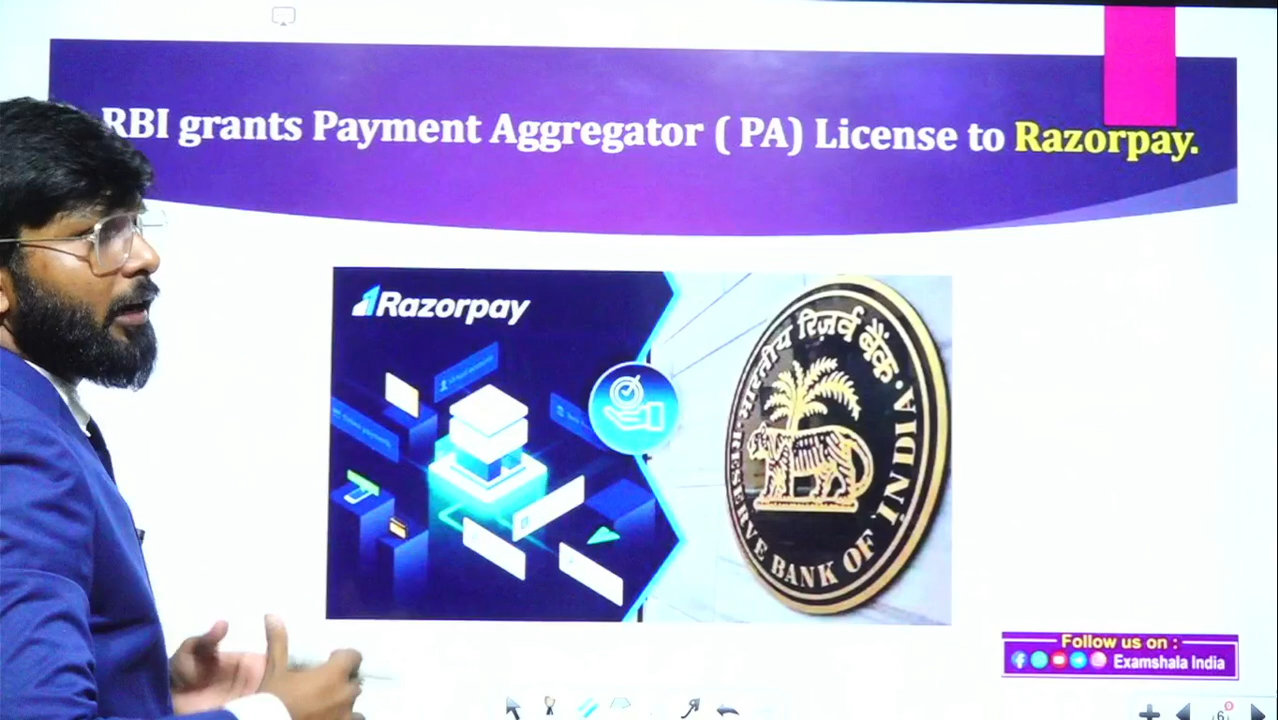 RBI grants Payment Aggregator ( PA) License to Razorpay.
Razorpay
भारतीय रिज़र्व बैंक
RESERVE BANK OF INDIA
Follow us on :
Examshala India
6